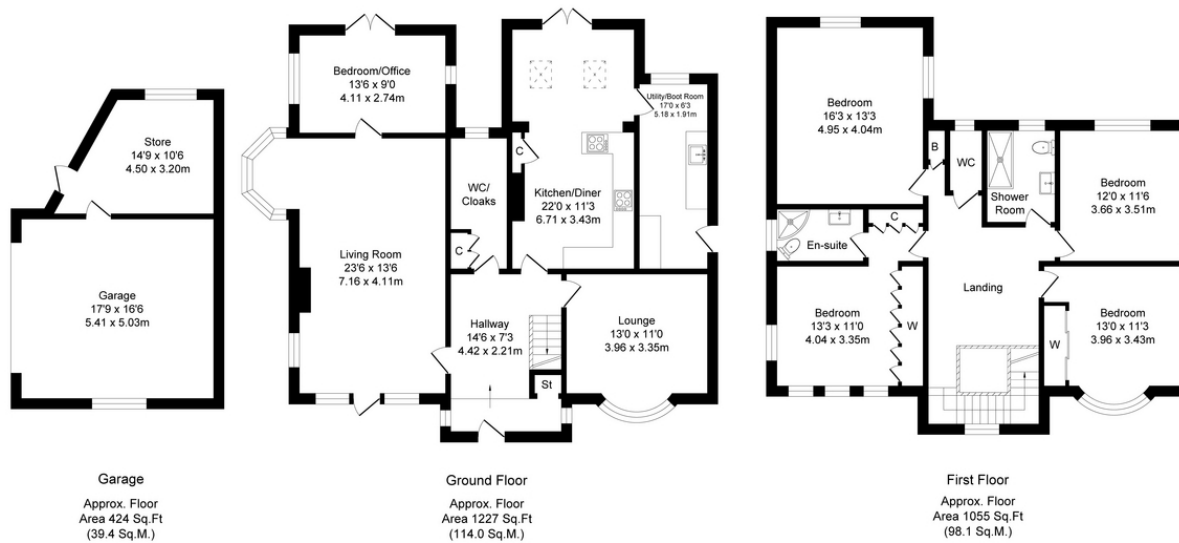 Store
14'9 x 10'6
4.50 x 3.20m
Garage
17'9 x 16'6
5.41 x 5.03m
Garage
Approx. Floor
Area 424 Sq.Ft
(39.4 Sq.M.)
Bedroom/Office
13'6 x 9'0
4.11 x 2.74m
Utility/Boot Room
17'0 x 6'3
5.18 x 1.91m
C
WC/
Cloaks
Kitchen/Diner
22'0 x 11'3
6.71 x 3.43m
C
Living Room
23'6 x 13'6
7.16 x 4.11m
Hallway
14'6 x 7'3
4.42 x 2.21m
Lounge
13'0 x 11'0
3.96 x 3.35m
St
Ground Floor
Approx. Floor
Area 1227 Sq.Ft
(114.0 Sq.M.)
Bedroom
16'3 x 13'3
4.95 x 4.04m
B
WC
Shower
Room
Bedroom
12'0 x 11'6
3.66 x 3.51m
En-suite
C
Landing
Bedroom
13'3 x 11'0
4.04 x 3.35m
W
W
Bedroom
13'0 x 11'3
3.96 x 3.43m
First Floor
Approx. Floor
Area 1055 Sq.Ft
(98.1 Sq.M.)